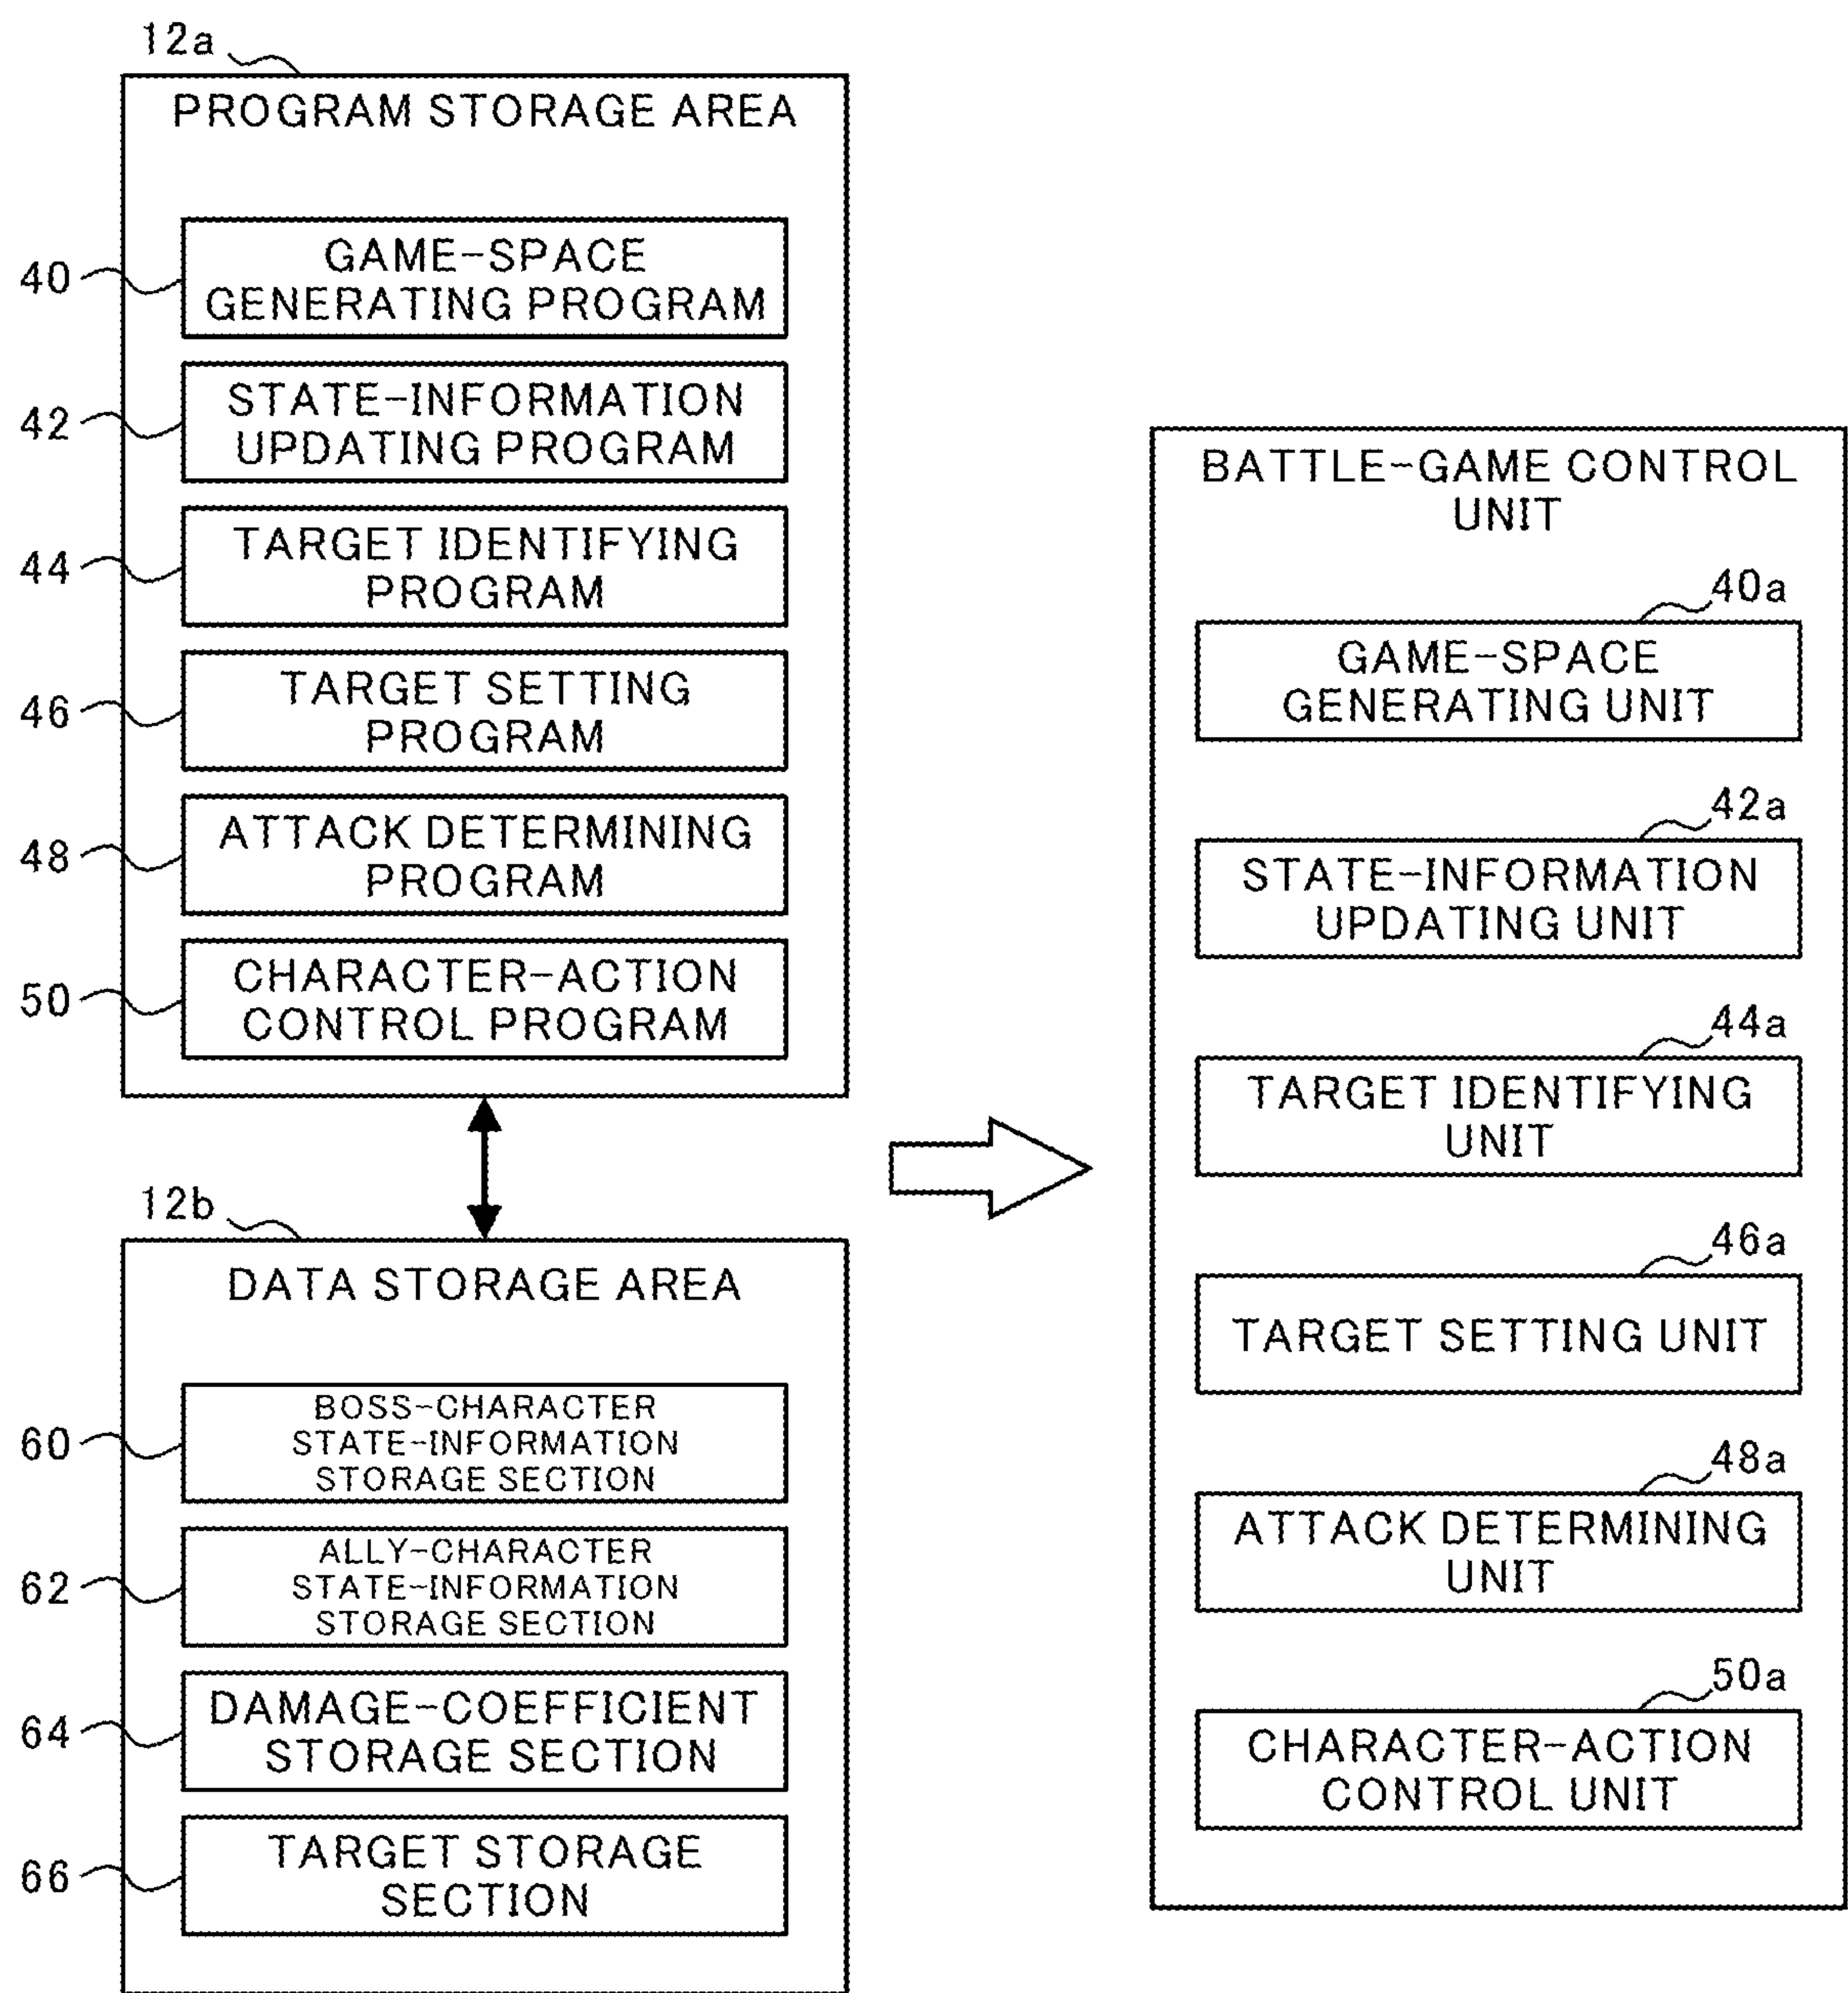 12a
PROGRAM STORAGE AREA
40
GAME-SPACE
GENERATING PROGRAM
42
STATE-INFORMATION
UPDATING PROGRAM
44
TARGET IDENTIFYING
PROGRAM
46
TARGET SETTING
PROGRAM
48
ATTACK DETERMINING
PROGRAM
50
CHARACTER-ACTION
CONTROL PROGRAM
12b
DATA STORAGE AREA
60
BOSS-CHARACTER
STATE-INFORMATION
STORAGE SECTION
62
ALLY-CHARACTER
STATE-INFORMATION
STORAGE SECTION
64
DAMAGE-COEFFICIENT
STORAGE SECTION
66
TARGET STORAGE
SECTION
BATTLE-GAME CONTROL
UNIT
40a
GAME-SPACE
GENERATING UNIT
42a
STATE-INFORMATION
UPDATING UNIT
44a
TARGET IDENTIFYING
UNIT
46a
TARGET SETTING UNIT
48a
ATTACK DETERMINING
UNIT
50a
CHARACTER-ACTION
CONTROL UNIT